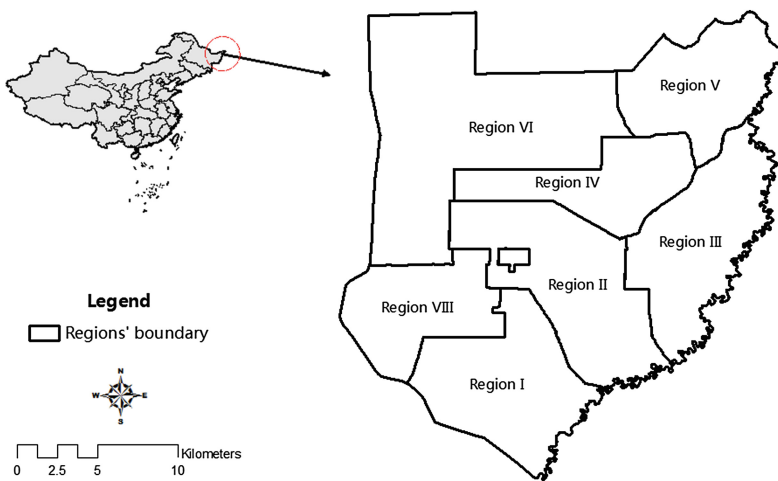 Region V
Region VI
Region IV
Region III
Region II
Region VIII
Region I
Legend
Regions' boundary
N
W E
S
Kilometers
0 2.5 5 10